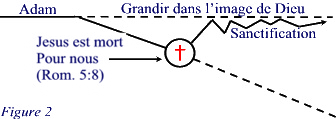 Adam
Grandir dans l'image de Dieu
Sanctification
Jesus est mort
Pour nous
(Rom. 5:8)
Figure 2